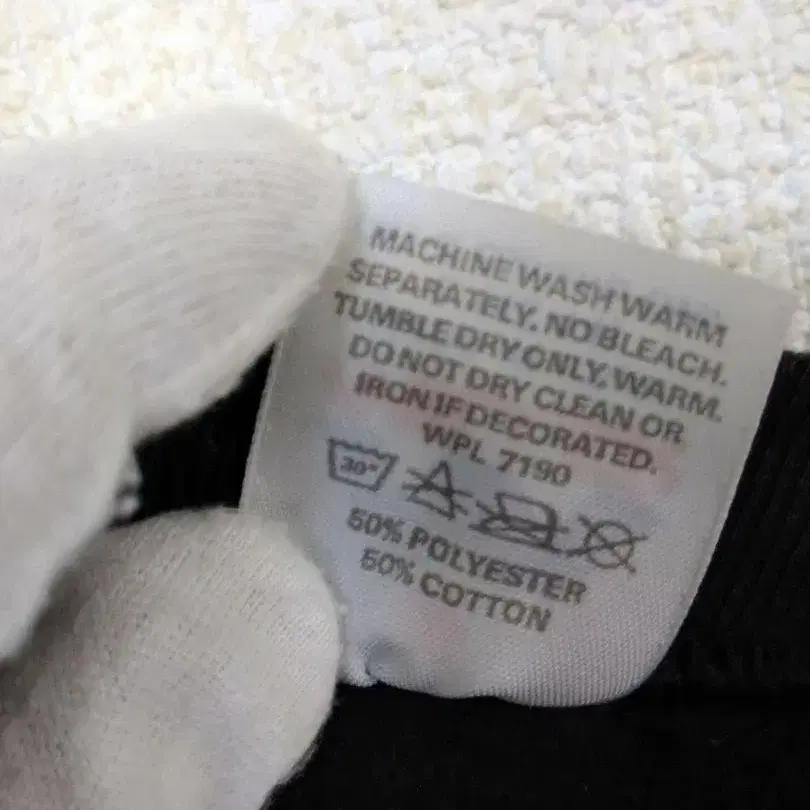 MACHINE WASH WARM
SEPARATELY. NO BLEACH.
TUMBLE DRY ONLY, WARM.
DO NOT DRY CLEAN OR
IRON IF DECORATED.
WPL 7190
30°
50% POLYESTER
50% COTTON